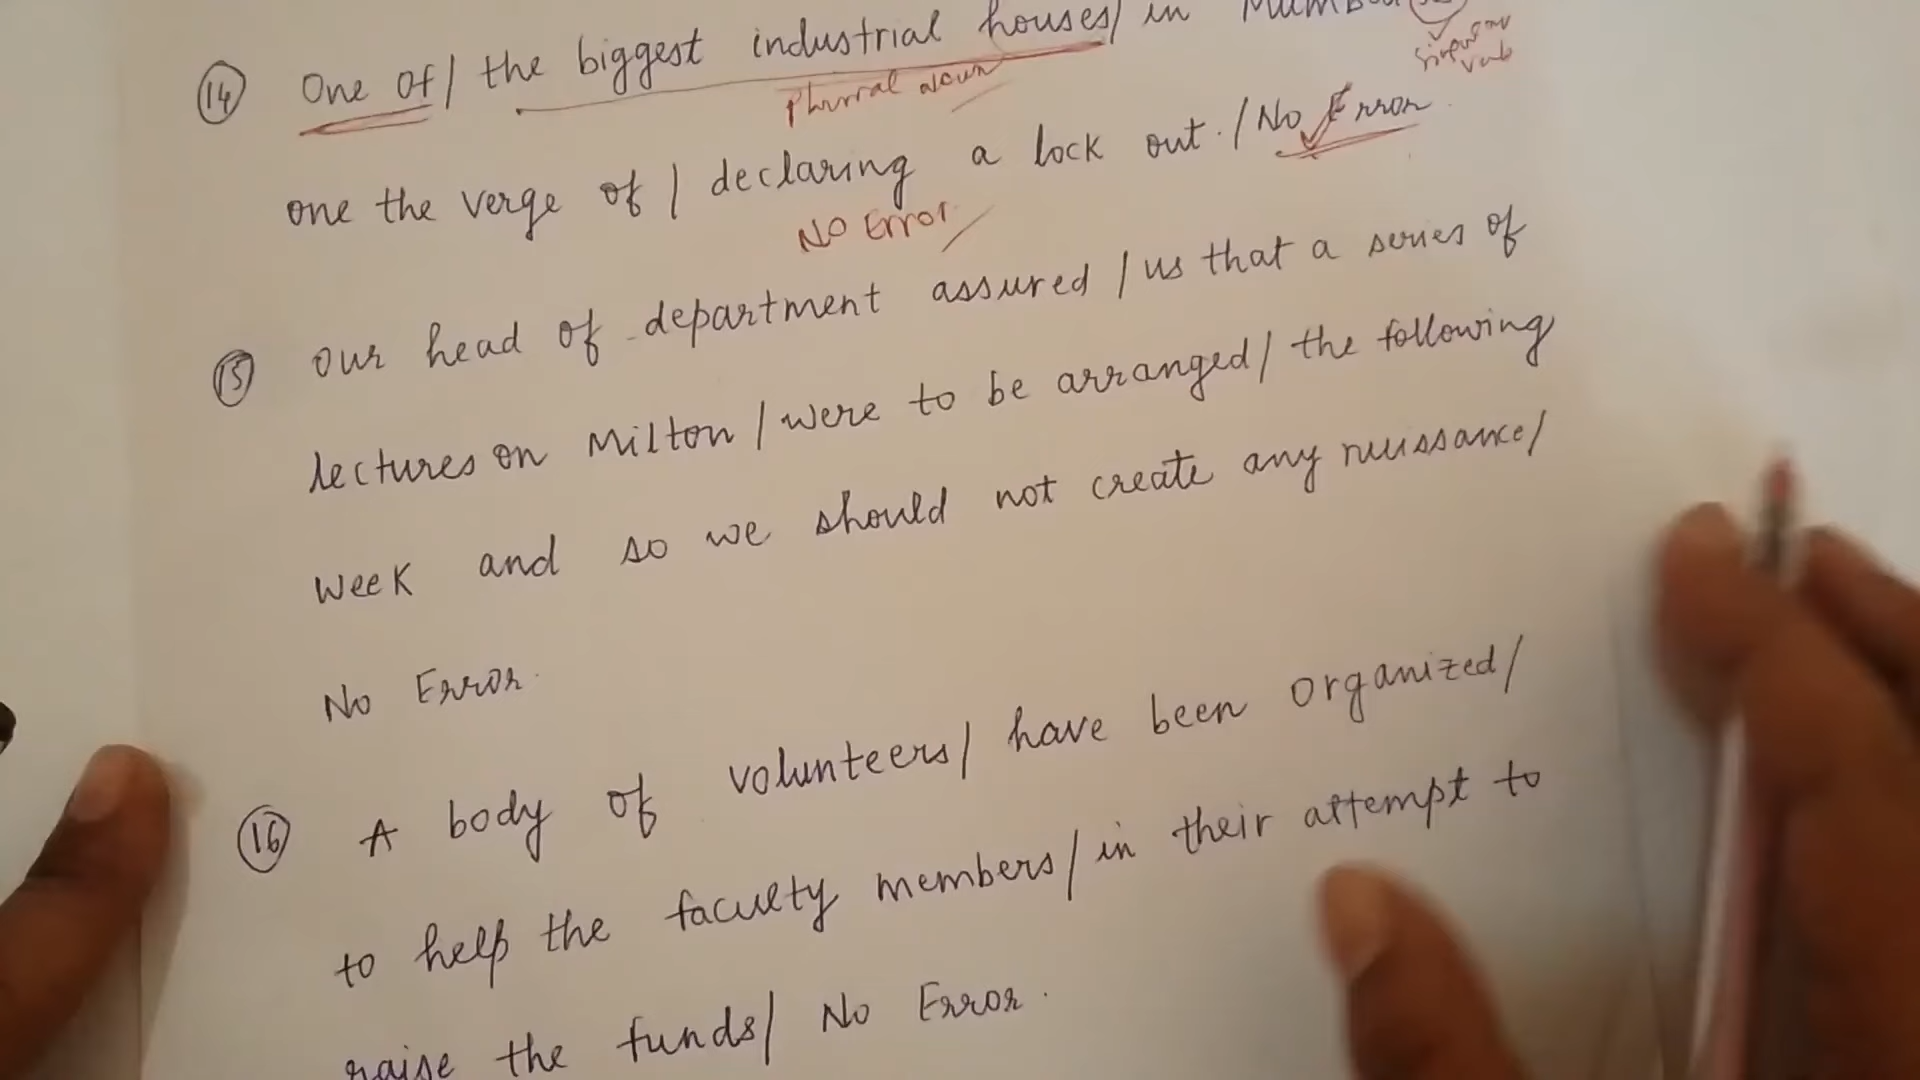 14 One of / the biggest industrial houses / in
Plurral noun
verb
one the verge of / declaring a lock out. / No Error.
No Error
15 our head of department assured / us that a series of
lectures on Milton / were to be arranged / the following
week and so we should not create any nuissance /
No Error.
16 A body of volunteers / have been organized /
to help the faculty members / in their attempt to
raise the funds / No Error.